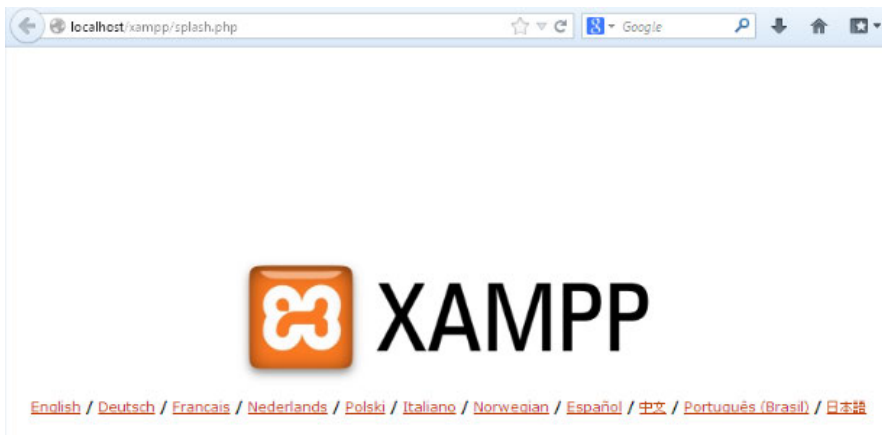 localhost/xampp/splash.php Google
XAMPP
English / Deutsch / Francais / Nederlands / Polski / Italiano / Norwegian / Español / 中文 / Português (Brasil) / 日本語